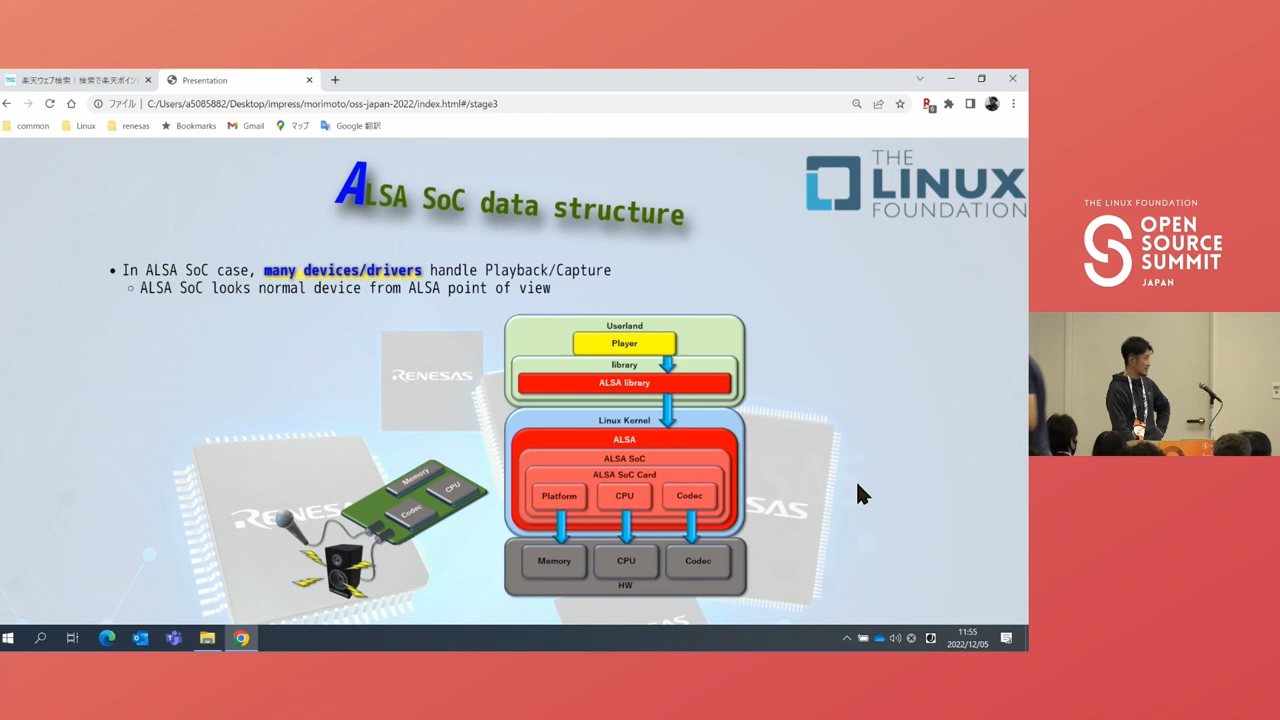 楽天ウェブ検索 | 検索で楽天ポイン
Presentation
ファイル | C:/Users/a5085882/Desktop/impress/morimoto/oss-japan-2022/index.html#/stage3
common
Linux
renesas
Bookmarks
Gmail
マップ
Google 翻訳
ALSA SoC data structure
THE
LINUX
FOUNDATION
• In ALSA SoC case, many devices/drivers handle Playback/Capture
○ ALSA SoC looks normal device from ALSA point of view
Userland
Player
library
ALSA library
Linux Kernel
ALSA
ALSA SoC
ALSA SoC Card
Platform
CPU
Codec
Memory
CPU
Codec
HW
RENESAS
Memory
CPU
Codec
11:55
2022/12/05
THE LINUX FOUNDATION
OPEN
SOURCE
SUMMIT
JAPAN